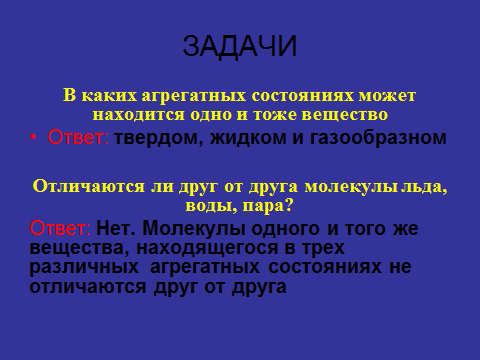 ЗАДАЧИ
В каких агрегатных состояниях может
находится одно и тоже вещество
• Ответ: твердом, жидком и газообразном
Отличаются ли друг от друга молекулы льда,
воды, пара?
Ответ: Нет. Молекулы одного и того же
вещества, находящегося в трех
различных агрегатных состояниях не
отличаются друг от друга